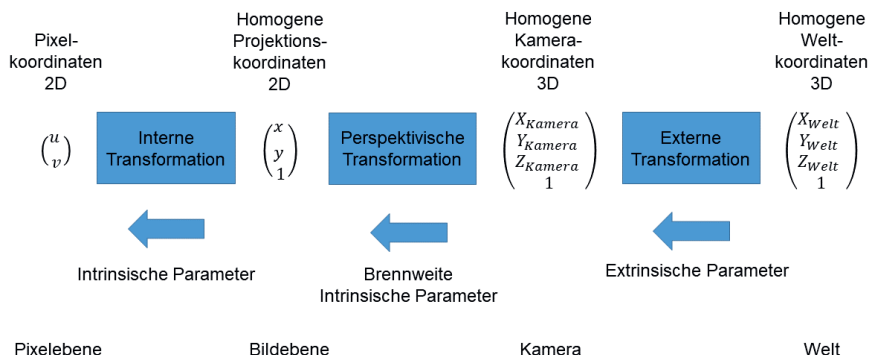 Pixel-
koordinaten
2D
Homogene
Projektions-
koordinaten
2D
Homogene
Kamera-
koordinaten
3D
Homogene
Welt-
koordinaten
3D
u
v
Interne
Transformation
x
y
1
Perspektivische
Transformation
X_Kamera
Y_Kamera
Z_Kamera
1
Externe
Transformation
X_Welt
Y_Welt
Z_Welt
1
Intrinsische Parameter
Brennweite
Intrinsische Parameter
Extrinsische Parameter
Pixelebene
Bildebene
Kamera
Welt